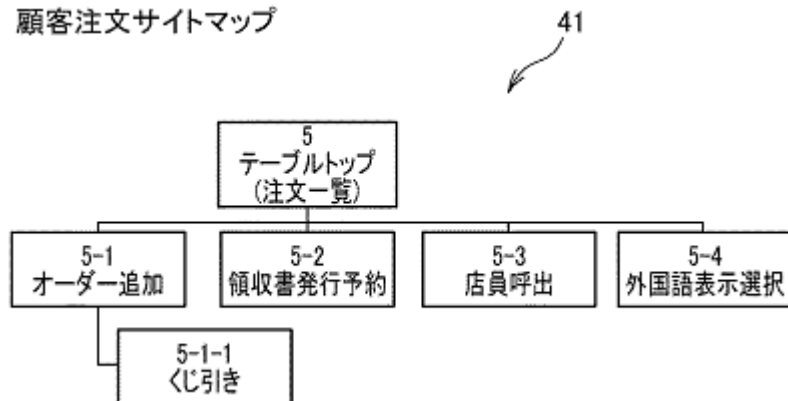 顧客注文サイトマップ
41
5
テーブルトップ
(注文一覧)
5-1
オーダー追加
5-2
領収書発行予約
5-3
店員呼出
5-4
外国語表示選択
5-1-1
くじ引き